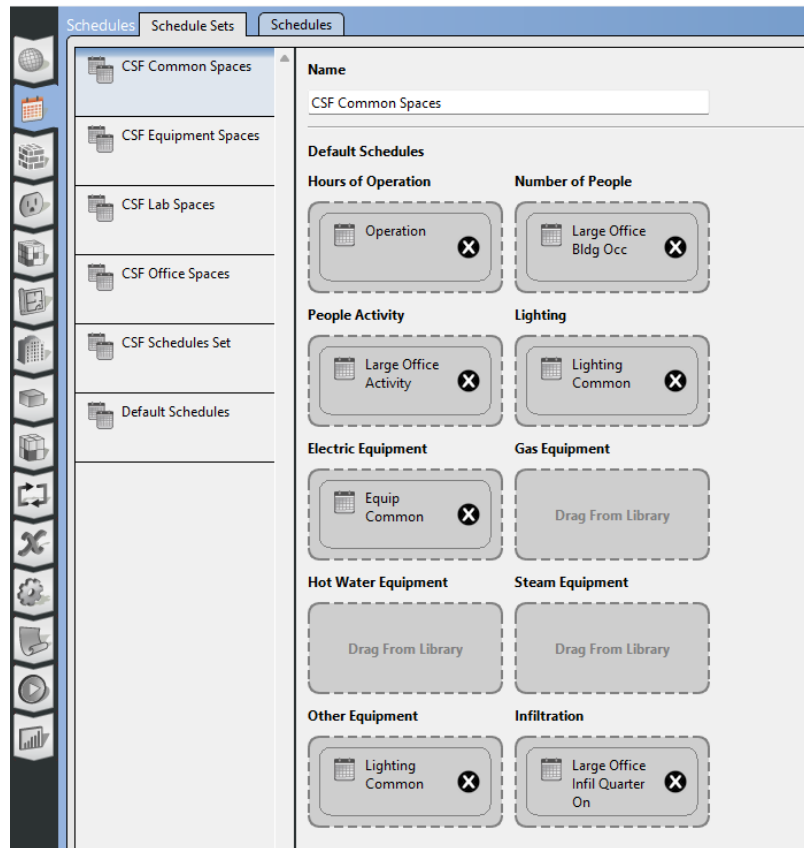 Schedules Schedule Sets Schedules
CSF Common Spaces
CSF Equipment Spaces
CSF Lab Spaces
CSF Office Spaces
CSF Schedules Set
Default Schedules
Name
CSF Common Spaces
Default Schedules
Hours of Operation Number of People
Operation
Large Office
Bldg Occ
People Activity Lighting
Large Office
Activity
Lighting
Common
Electric Equipment Gas Equipment
Equip
Common
Drag From Library
Hot Water Equipment Steam Equipment
Drag From Library Drag From Library
Other Equipment Infiltration
Lighting
Common
Large Office
Infil Quarter
On